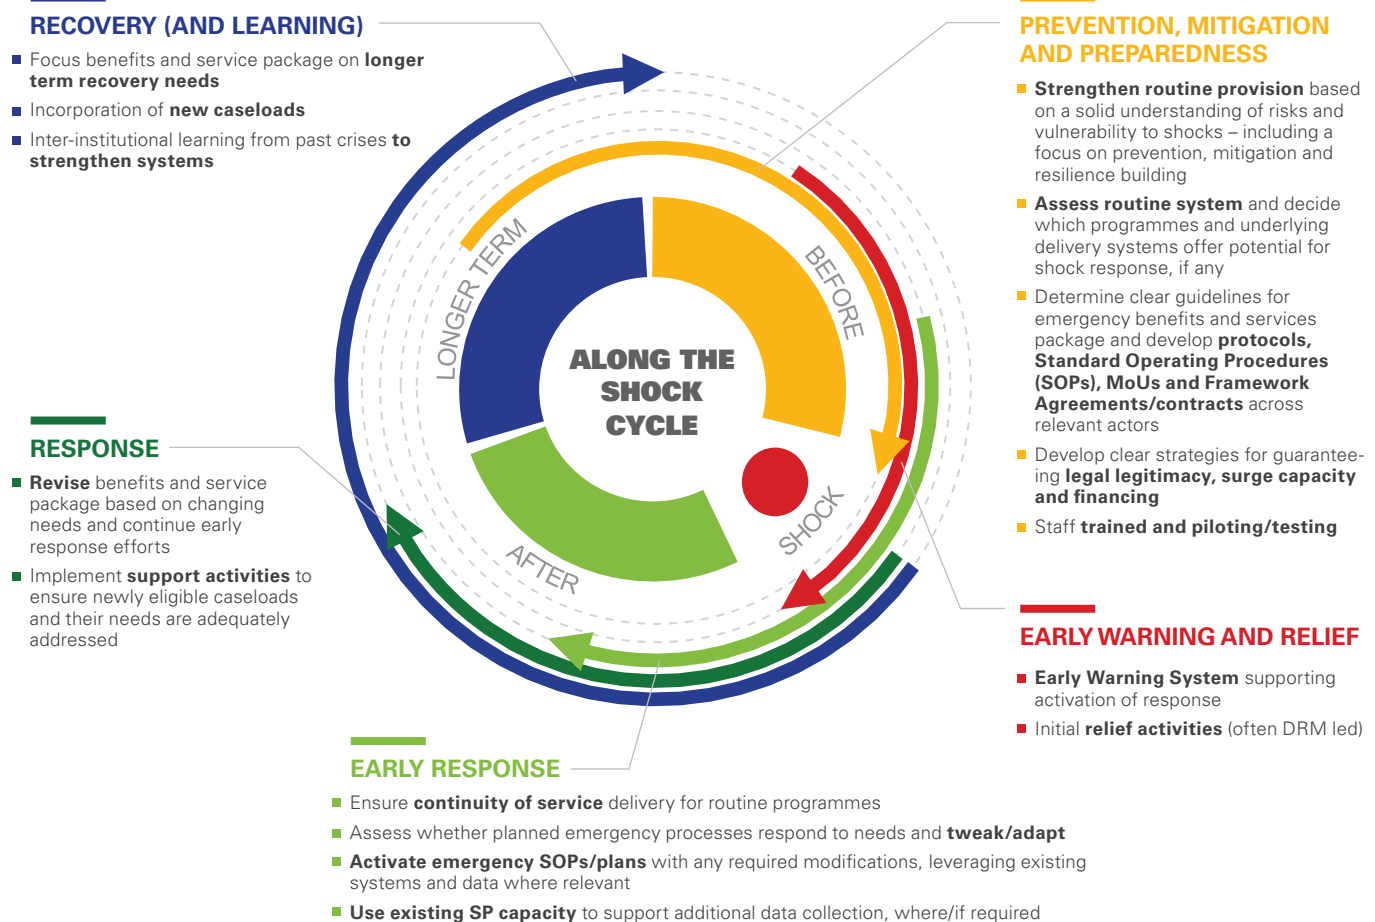 RECOVERY (AND LEARNING)
Focus benefits and service package on longer
term recovery needs
Incorporation of new caseloads
Inter-institutional learning from past crises to
strengthen systems
PREVENTION, MITIGATION
AND PREPAREDNESS
Strengthen routine provision based
on a solid understanding of risks and
vulnerability to shocks – including a
focus on prevention, mitigation and
resilience building
Assess routine system and decide
which programmes and underlying
delivery systems offer potential for
shock response, if any
Determine clear guidelines for
emergency benefits and services
package and develop protocols,
Standard Operating Procedures
(SOPs), MoUs and Framework
Agreements/contracts across
relevant actors
Develop clear strategies for guarantee-
ing legal legitimacy, surge capacity
and financing
Staff trained and piloting/testing
LONGER TERM
BEFORE
ALONG THE
SHOCK
CYCLE
SHOCK
AFTER
RESPONSE
Revise benefits and service
package based on changing
needs and continue early
response efforts
Implement support activities to
ensure newly eligible caseloads
and their needs are adequately
addressed
EARLY WARNING AND RELIEF
Early Warning System supporting
activation of response
Initial relief activities (often DRM led)
EARLY RESPONSE
Ensure continuity of service delivery for routine programmes
Assess whether planned emergency processes respond to needs and tweak/adapt
Activate emergency SOPs/plans with any required modifications, leveraging existing
systems and data where relevant
Use existing SP capacity to support additional data collection, where/if required